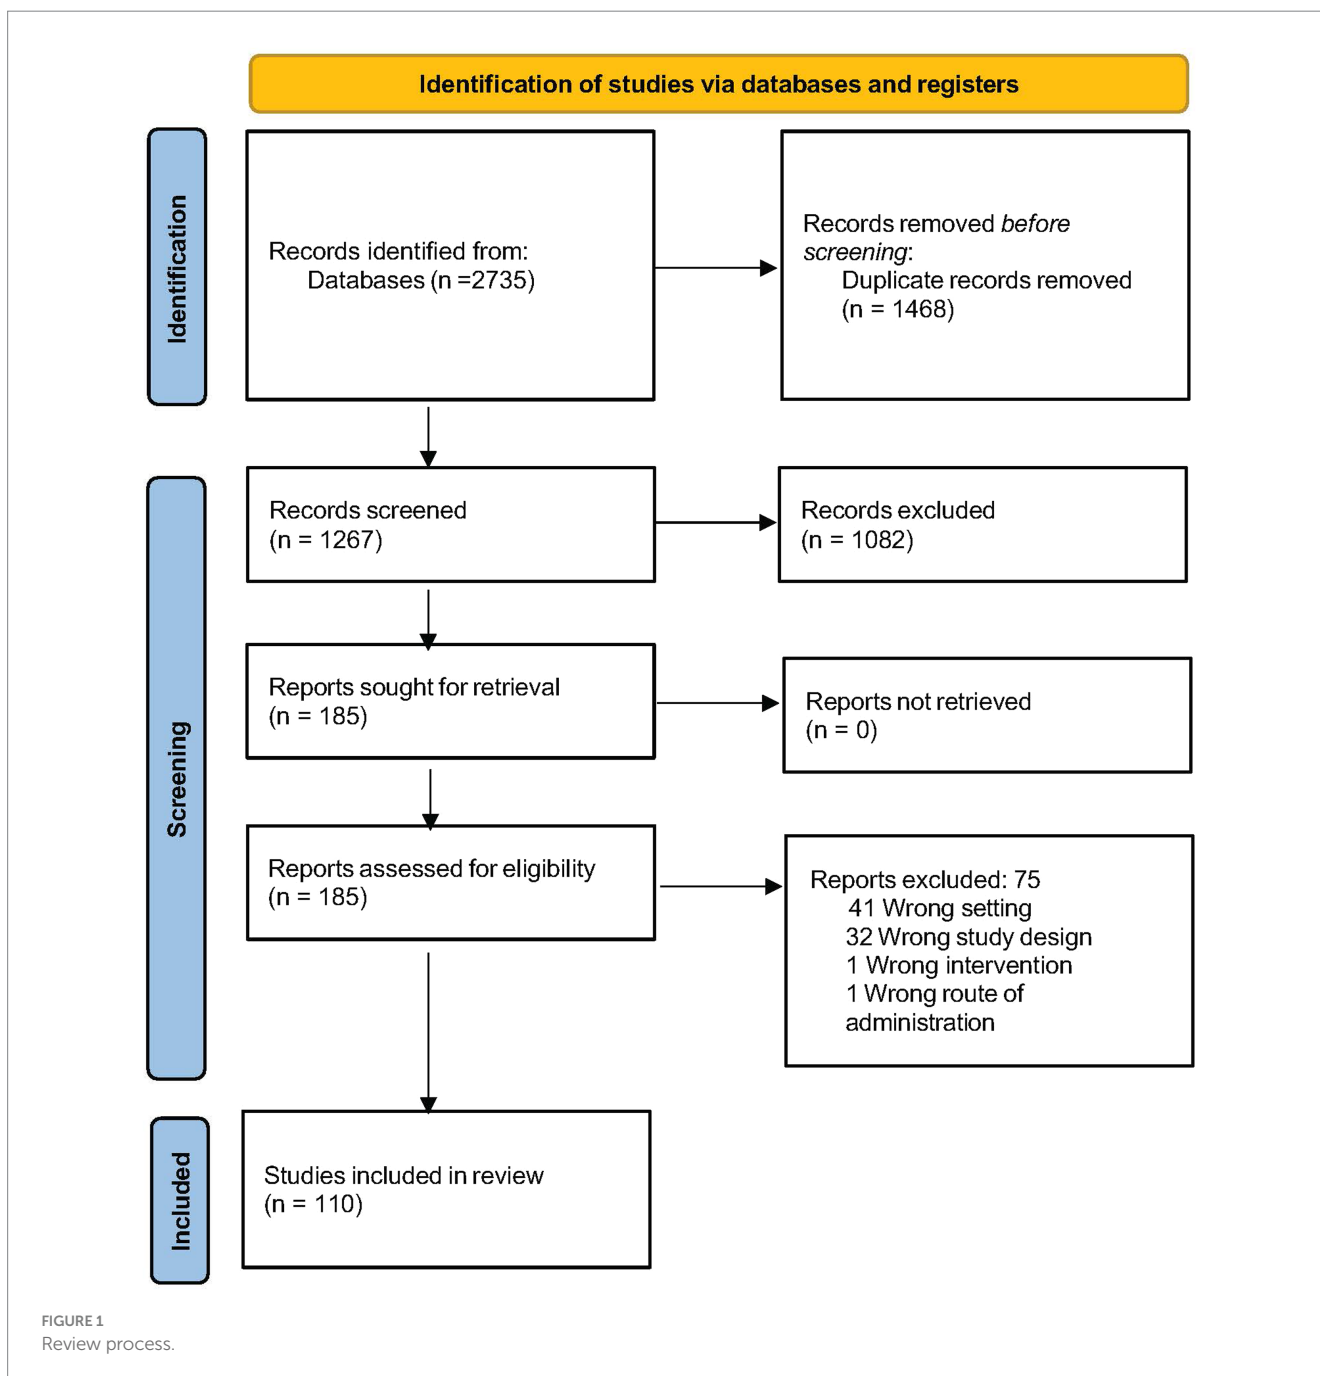 Identification of studies via databases and registers
Identification
Records identified from:
Databases (n =2735)
Records removed before
screening:
Duplicate records removed
(n = 1468)
Screening
Records screened
(n = 1267)
Records excluded
(n = 1082)
Reports sought for retrieval
(n = 185)
Reports not retrieved
(n = 0)
Reports assessed for eligibility
(n = 185)
Reports excluded: 75
41 Wrong setting
32 Wrong study design
1 Wrong intervention
1 Wrong route of
administration
Included
Studies included in review
(n = 110)
FIGURE 1
Review process.